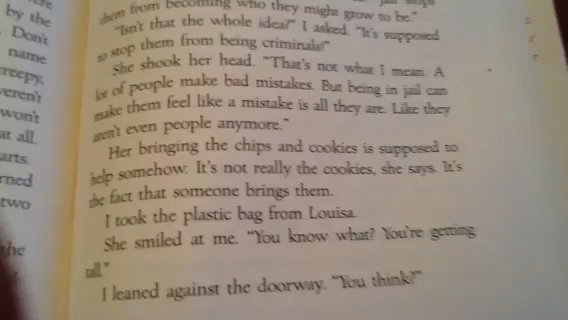 by the
Don't
name
creepy,
weren't
won't
at all.
arts.
rned
two
the
them from becoming who they might grow to be."
"Isn't that the whole idea?" I asked. "It's supposed
to stop them from being criminals!"
She shook her head. "That's not what I mean. A
lot of people make bad mistakes. But being in jail can
make them feel like a mistake is all they are. Like they
aren't even people anymore."
Her bringing the chips and cookies is supposed to
help somehow. It's not really the cookies, she says. It's
the fact that someone brings them.
I took the plastic bag from Louisa.
She smiled at me. "You know what? You're getting
tall."
I leaned against the doorway. "You think?"